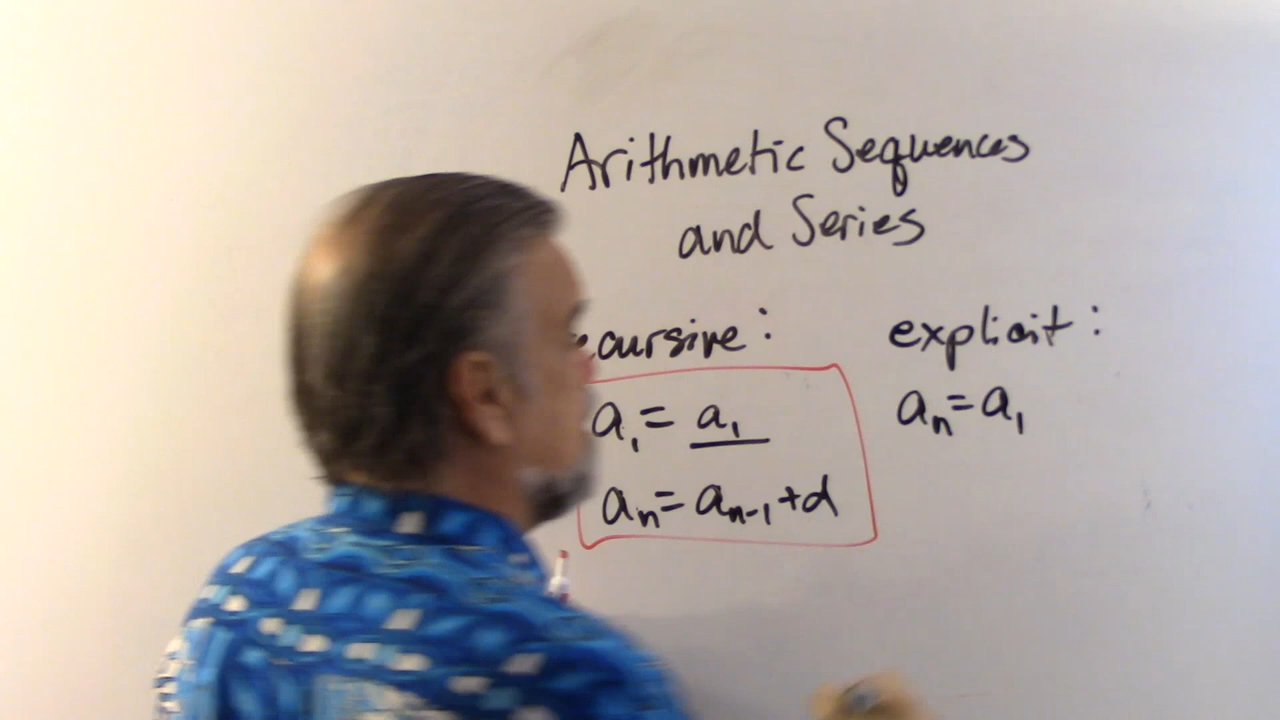 Arithmetic Sequences
and Series
ecursive:
explicit:
a₁ = a₁
aₙ = a₁
aₙ = aₙ₋₁ + d